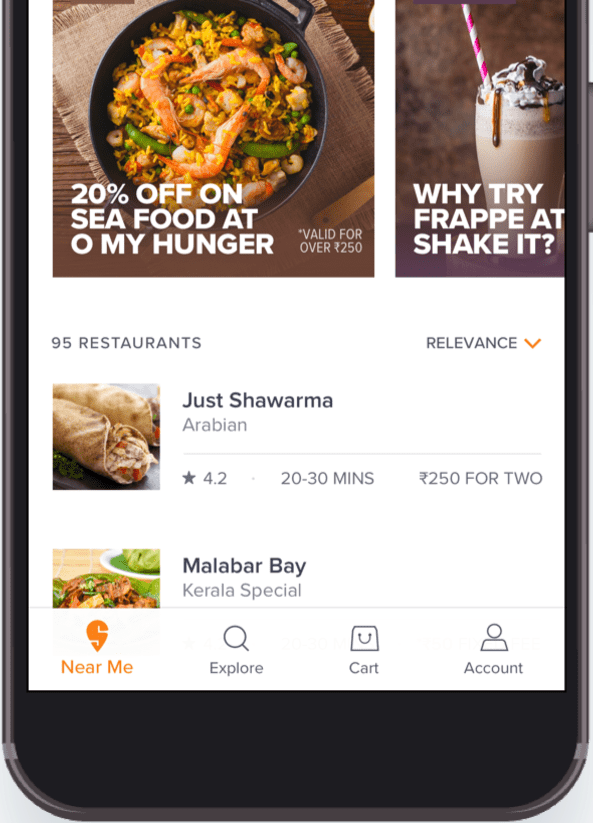 20% OFF ON
SEA FOOD AT
O MY HUNGER
*VALID FOR
OVER ₹250
WHY TRY
FRAPPE AT
SHAKE IT?
95 RESTAURANTS
RELEVANCE
Just Shawarma
Arabian
★ 4.2 · 20-30 MINS ₹250 FOR TWO
Malabar Bay
Kerala Special
Near Me
Explore
Cart
Account